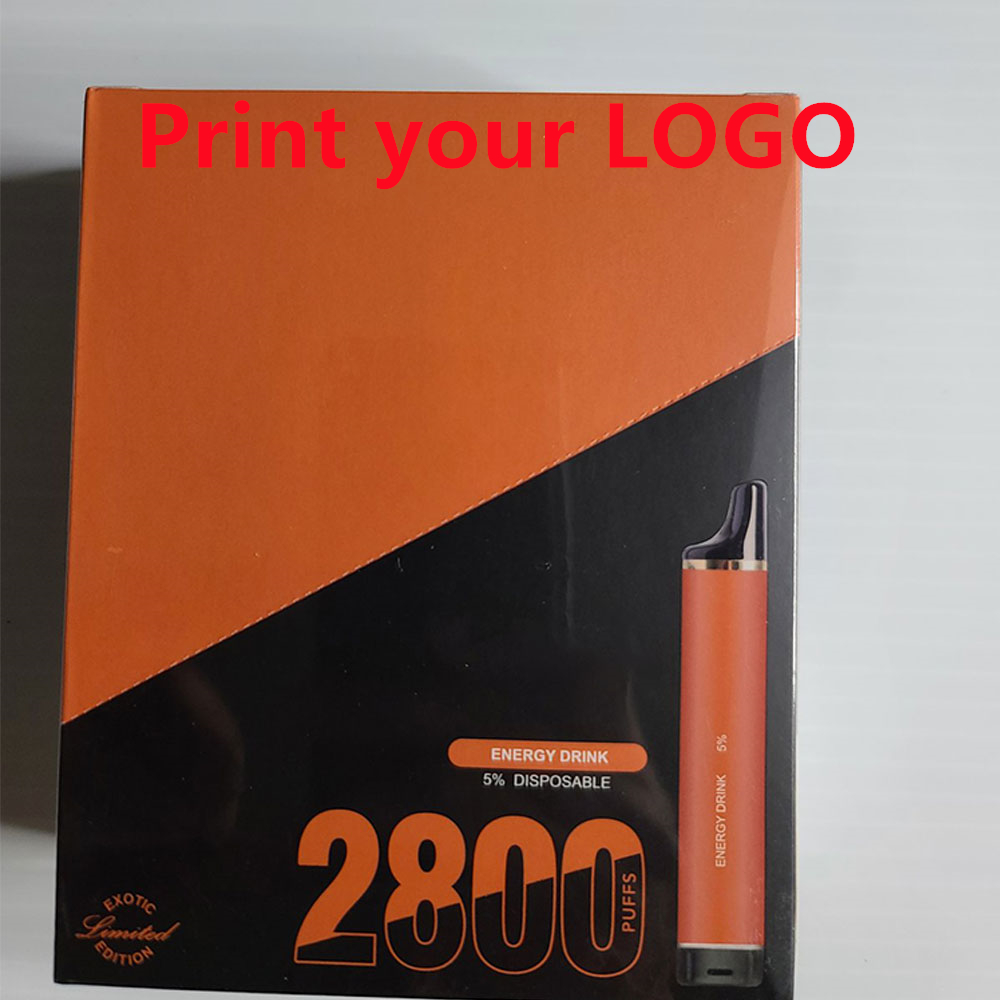 Print your LOGO
ENERGY DRINK
5% DISPOSABLE
2800
PUFFS
ENERGY DRINK 5%
EXOTIC
Limited
EDITION